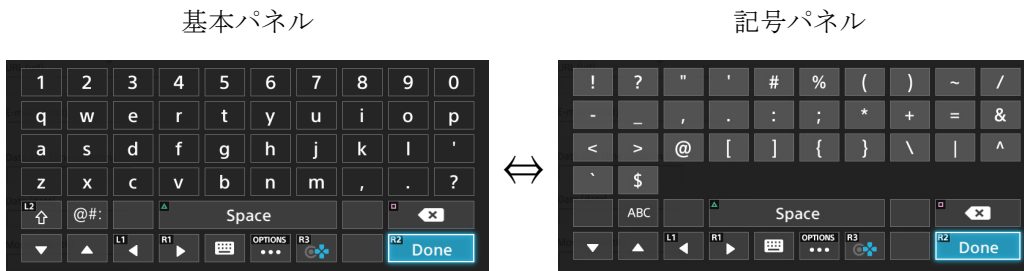 基本パネル 記号パネル
1 2 3 4 5 6 7 8 9 0
q w e r t y u i o p
a s d f g h j k l '
z x c v b n m , . ?
L2 @#: Space
L1 R1 OPTIONS R3 R2 Done
⇔
! ? " ' # % ( ) ~ /
- _ , . : ; * + = &
< > @ [ ] { } \ | ^
` $
ABC Space
L1 R1 OPTIONS R3 R2 Done